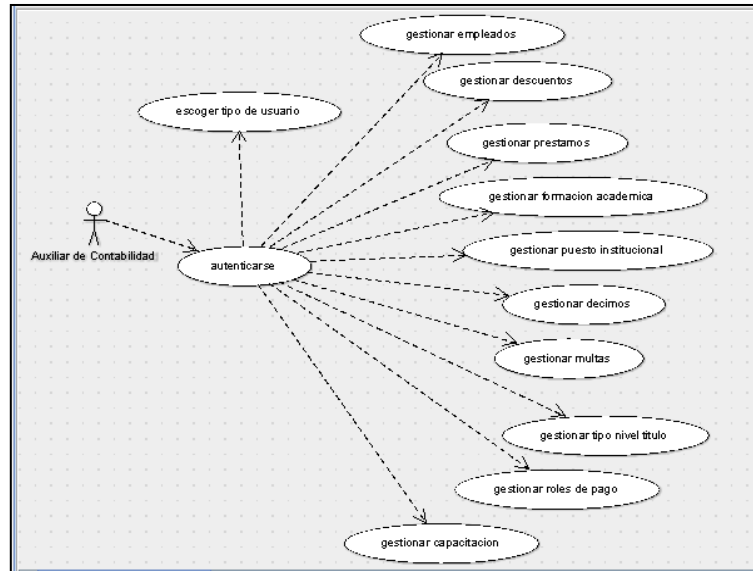 gestionar empleados
gestionar descuentos
escoger tipo de usuario
gestionar prestamos
gestionar formacion academica
Auxiliar de Contabilidad
gestionar puesto institucional
autenticarse
gestionar decimos
gestionar multas
gestionar tipo nivel titulo
gestionar roles de pago
gestionar capacitacion